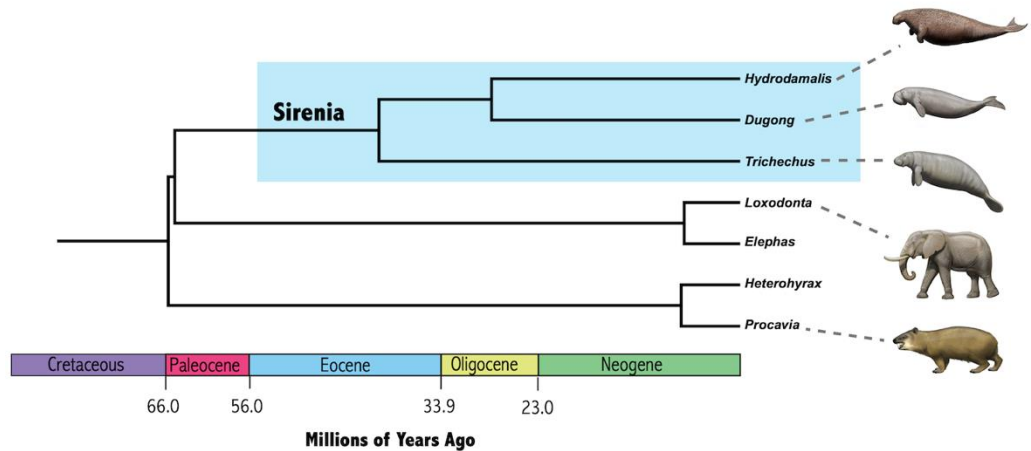 Hydrodamalis
Sirenia
Dugong
Trichechus
Loxodonta
Elephas
Heterohyrax
Procavia
Cretaceous Paleocene Eocene Oligocene Neogene
66.0 56.0 33.9 23.0
Millions of Years Ago